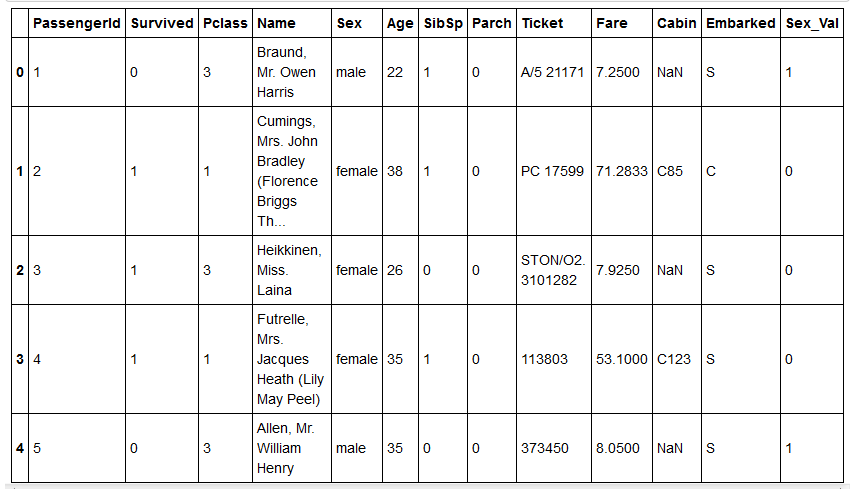 PassengerId Survived Pclass Name Sex Age SibSp Parch Ticket Fare Cabin Embarked Sex_Val
0 1 0 3 Braund, Mr. Owen Harris male 22 1 0 A/5 21171 7.2500 NaN S 1
1 2 1 1 Cumings, Mrs. John Bradley (Florence Briggs Th... female 38 1 0 PC 17599 71.2833 C85 C 0
2 3 1 3 Heikkinen, Miss. Laina female 26 0 0 STON/O2. 3101282 7.9250 NaN S 0
3 4 1 1 Futrelle, Mrs. Jacques Heath (Lily May Peel) female 35 1 0 113803 53.1000 C123 S 0
4 5 0 3 Allen, Mr. William Henry male 35 0 0 373450 8.0500 NaN S 1